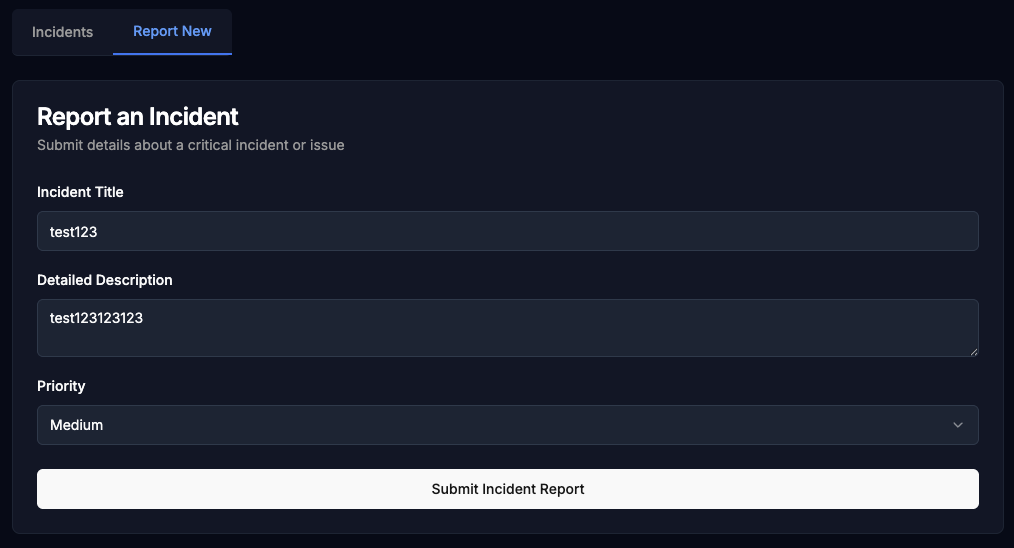 Incidents
Report New
Report an Incident
Submit details about a critical incident or issue
Incident Title
test123
Detailed Description
test123123123
Priority
Medium
Submit Incident Report